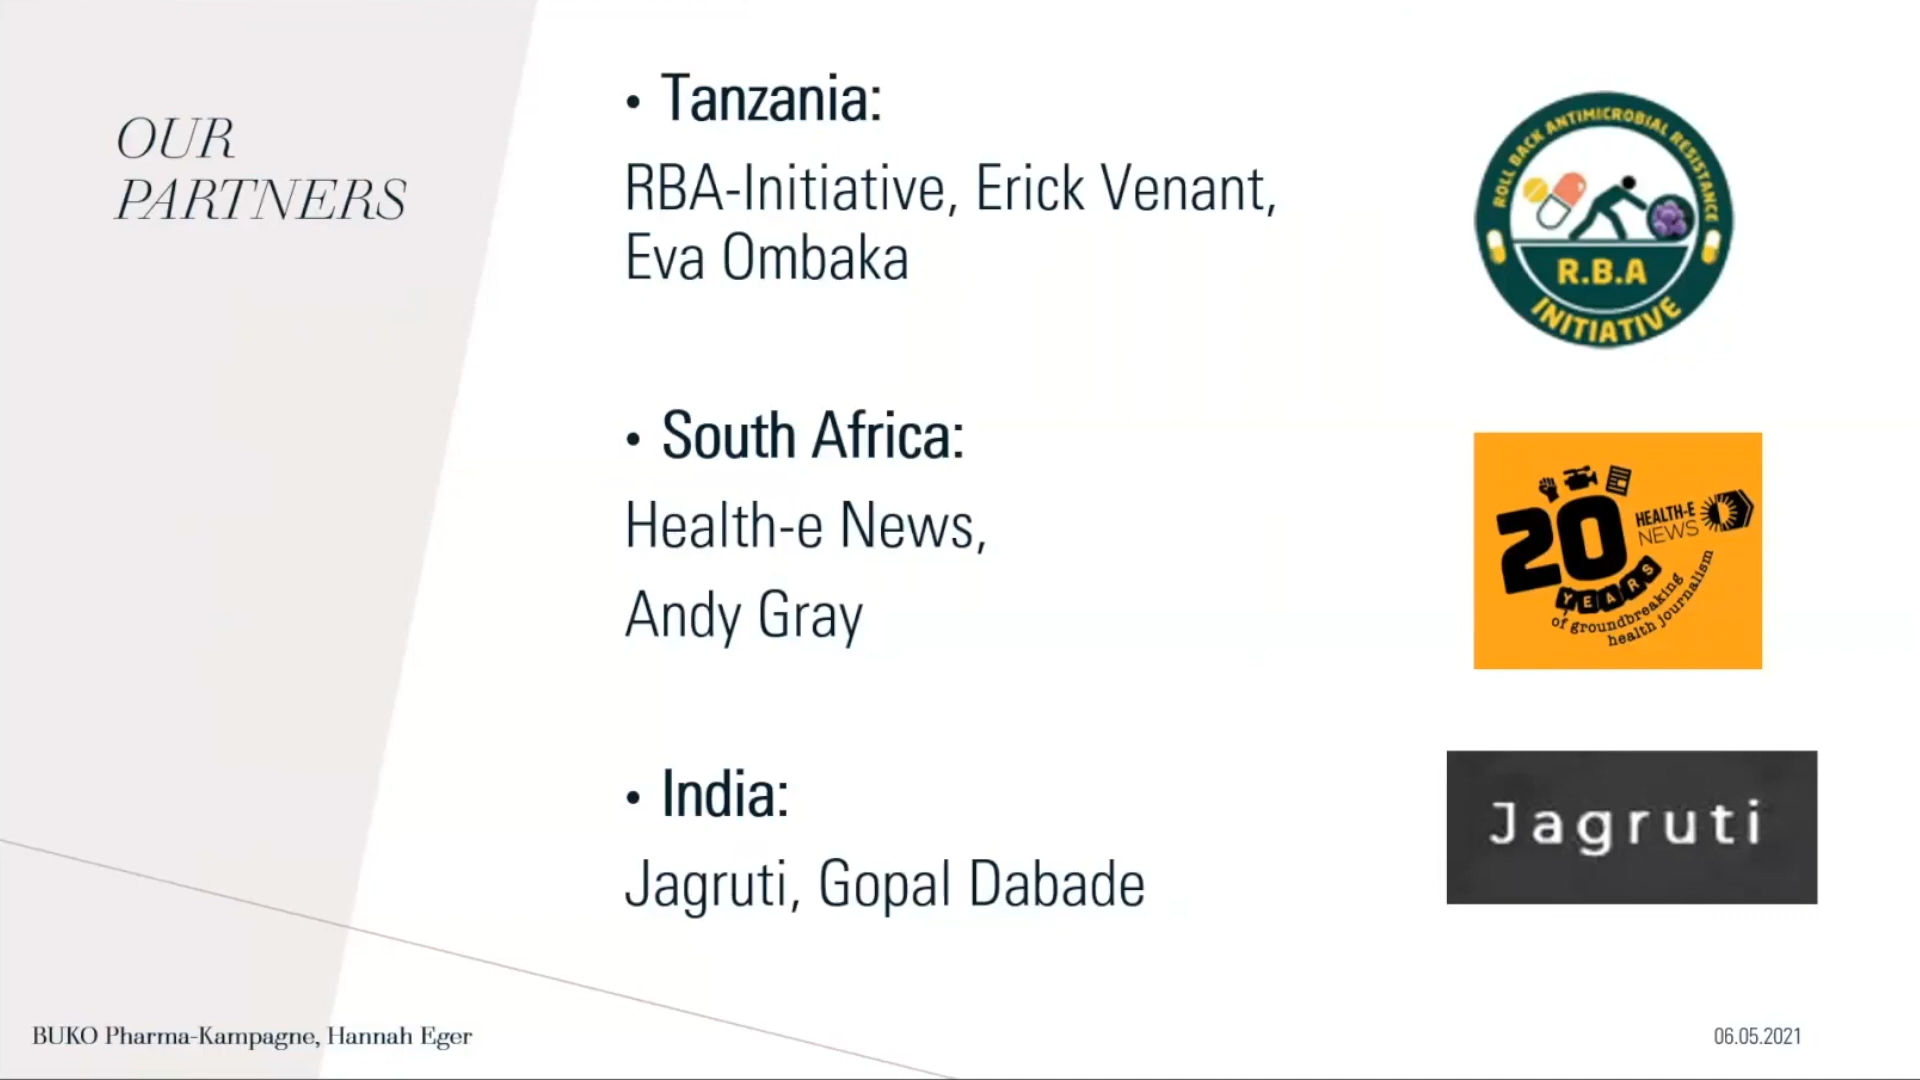 OUR
PARTNERS
• Tanzania:
RBA-Initiative, Erick Venant,
Eva Ombaka
ROLL BACK ANTIMICROBIAL RESISTANCE
R.B.A
INITIATIVE
• South Africa:
Health-e News,
Andy Gray
20
HEALTH-E
NEWS
YEARS
of groundbreaking
health journalism
• India:
Jagruti, Gopal Dabade
Jagruti
BUKO Pharma-Kampagne, Hannah Eger
06.05.2021